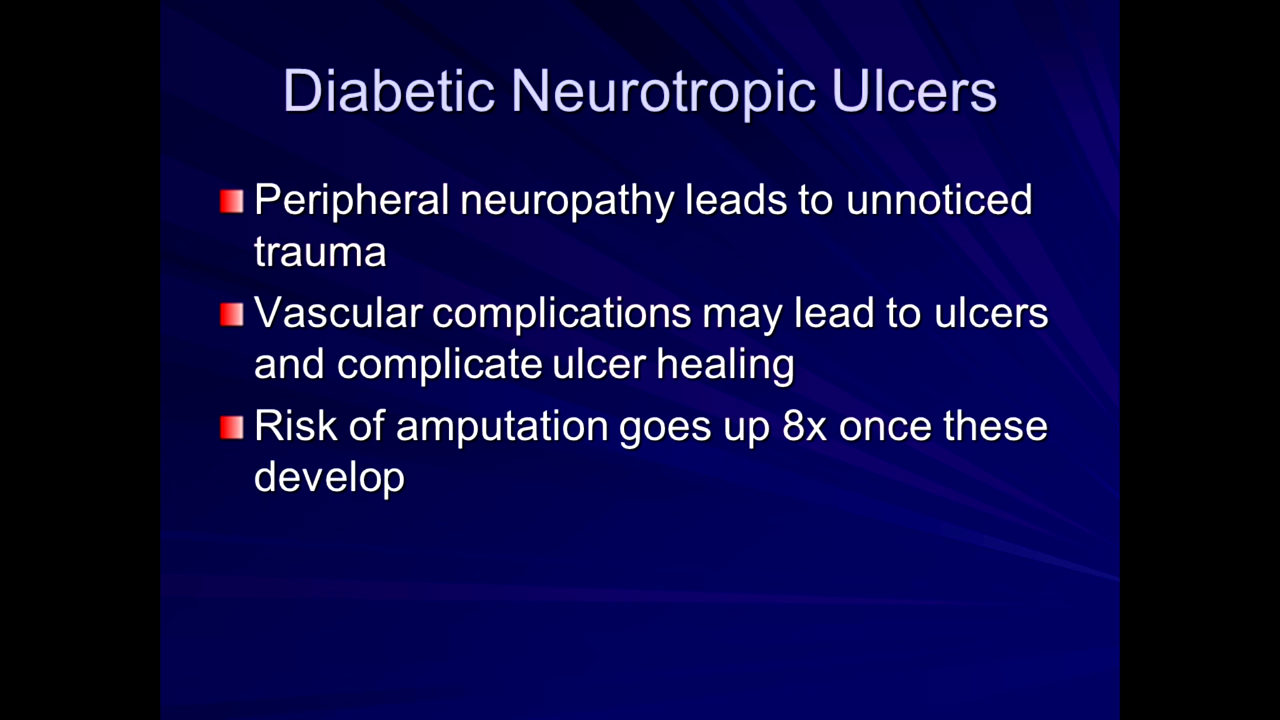 Diabetic Neurotropic Ulcers
Peripheral neuropathy leads to unnoticed
trauma
Vascular complications may lead to ulcers
and complicate ulcer healing
Risk of amputation goes up 8x once these
develop